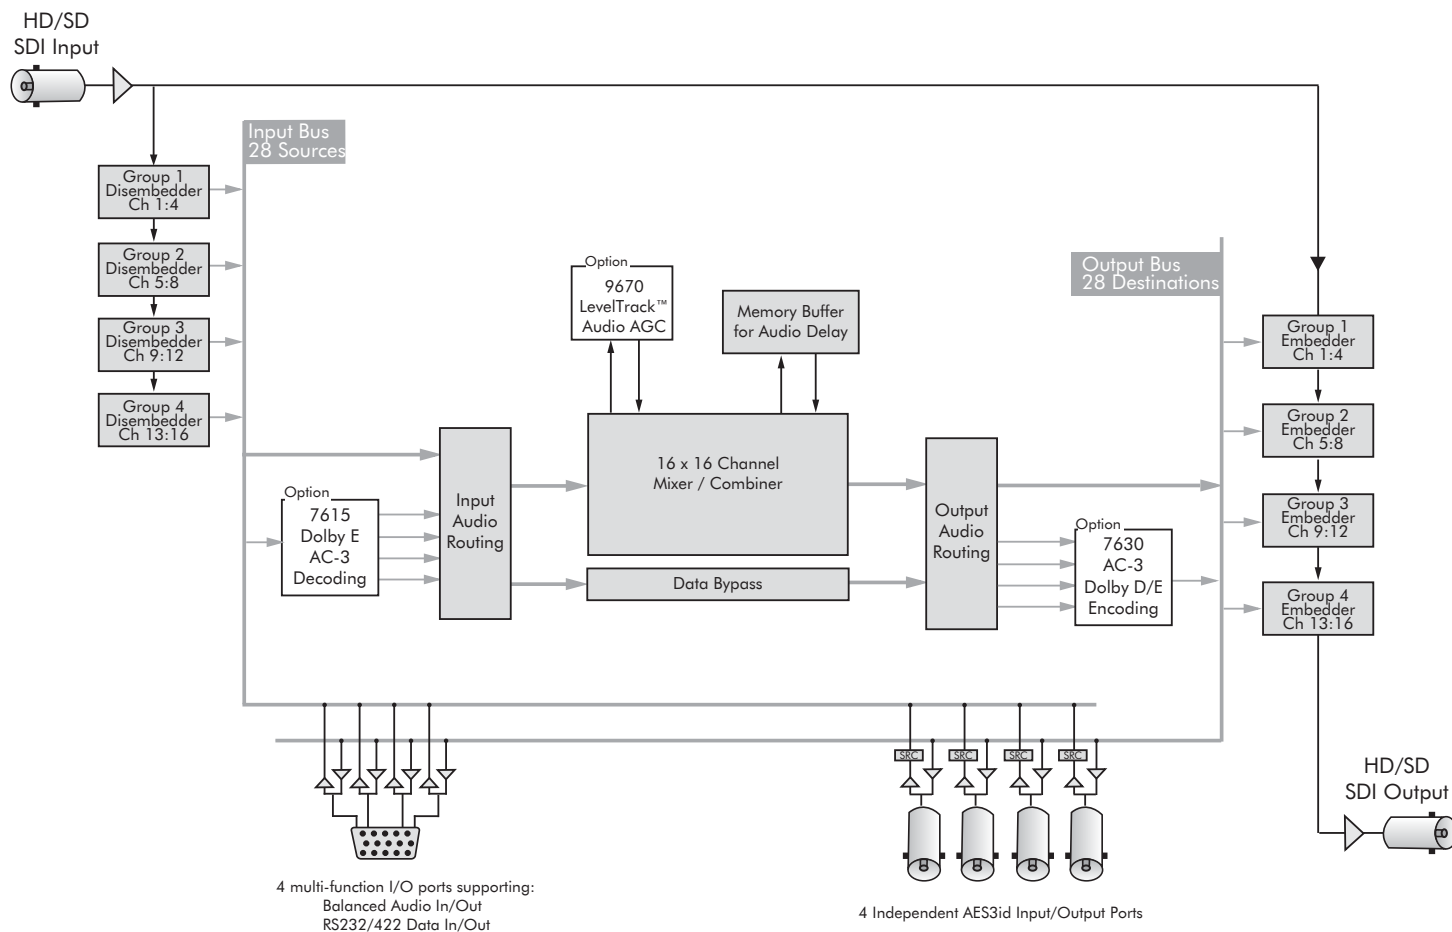 HD/SD
SDI Input
Input Bus
28 Sources
Group 1
Disembedder
Ch 1:4
Group 2
Disembedder
Ch 5:8
Group 3
Disembedder
Ch 9:12
Group 4
Disembedder
Ch 13:16
Option
7615
Dolby E
AC-3
Decoding
Input
Audio
Routing
Option
9670
LevelTrack™
Audio AGC
Memory Buffer
for Audio Delay
16 x 16 Channel
Mixer / Combiner
Data Bypass
Output
Audio
Routing
Option
7630
AC-3
Dolby D/E
Encoding
Output Bus
28 Destinations
Group 1
Embedder
Ch 1:4
Group 2
Embedder
Ch 5:8
Group 3
Embedder
Ch 9:12
Group 4
Embedder
Ch 13:16
SRC
SRC
SRC
SRC
HD/SD
SDI Output
4 multi-function I/O ports supporting:
Balanced Audio In/Out
RS232/422 Data In/Out
4 Independent AES3id Input/Output Ports